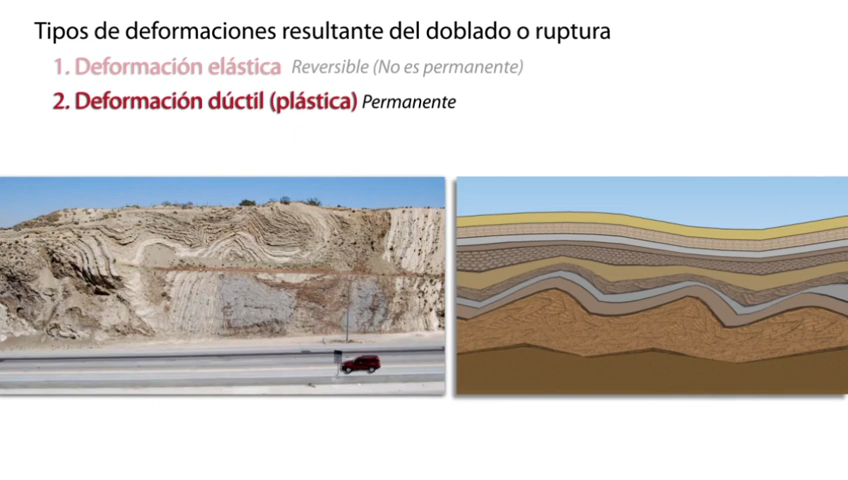 Tipos de deformaciones resultante del doblado o ruptura
1. Deformación elástica Reversible (No es permanente)
2. Deformación dúctil (plástica) Permanente